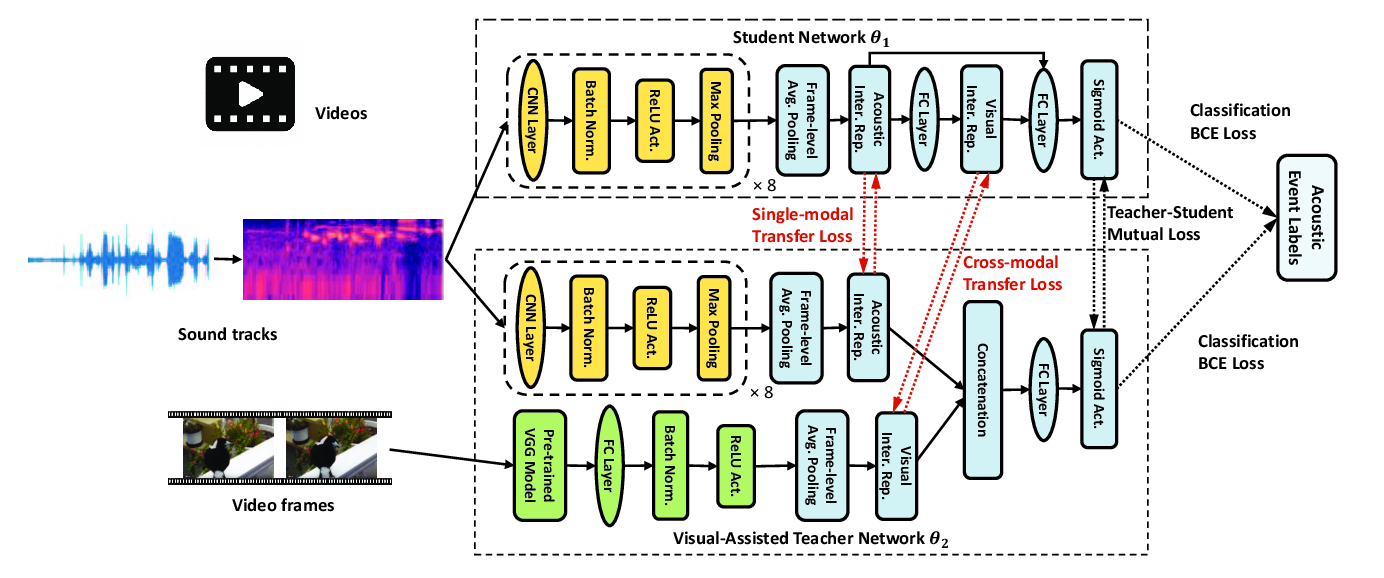 Student Network θ₁
CNN Layer
Batch Norm.
ReLU Act.
Max Pooling
× 8
Frame-level
Avg. Pooling
Acoustic
Inter. Rep.
FC Layer
Visual
Inter. Rep.
FC Layer
Sigmoid Act.
Videos
Classification
BCE Loss
Acoustic
Event Labels
Single-modal
Transfer Loss
Teacher-Student
Mutual Loss
Cross-modal
Transfer Loss
Sound tracks
CNN Layer
Batch Norm.
ReLU Act.
Max Pooling
× 8
Frame-level
Avg. Pooling
Acoustic
Inter. Rep.
Concatenation
FC Layer
Sigmoid Act.
Classification
BCE Loss
Video frames
Pre-trained
VGG Model
FC Layer
Batch Norm.
ReLU Act.
Frame-level
Avg. Pooling
Visual
Inter. Rep.
Visual-Assisted Teacher Network θ₂